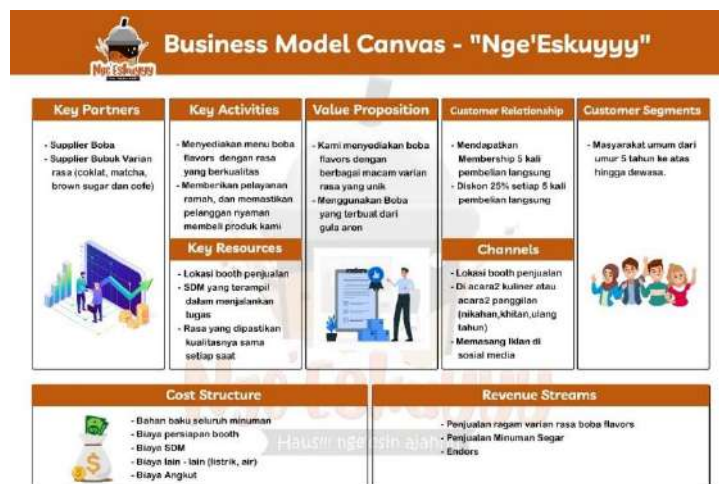 Business Model Canvas - "Nge'Eskuyyy"
Nge'Eskuyyy
Key Partners
- Supplier Boba
- Supplier Bubuk Varian
rasa (coklat, matcha,
brown sugar dan cofe)
Key Activities
- Menyediakan menu boba
flavors dengan rasa
yang berkualitas
- Memberikan pelayanan
ramah, dan memastikan
pelanggan nyaman
membeli produk kami
Key Resources
- Lokasi booth penjualan
- SDM yang terampil
dalam menjalankan
tugas
- Rasa yang dipastikan
kualitasnya sama
setiap saat
Value Proposition
- Kami menyediakan boba
flavors dengan
berbagai macam varian
rasa yang unik
- Menggunakan Boba
yang terbuat dari
gula aren
Customer Relationship
- Mendapatkan
Membership 5 kali
pembelian langsung
- Diskon 25% setiap 5 kali
pembelian langsung
Channels
- Lokasi booth penjualan
- Di acara2 kuliner atau
acara2 panggilan
(nikahan,khitan,ulang
tahun)
- Memasang Iklan di
sosial media
Customer Segments
- Masyarakat umum dari
umur 5 tahun ke atas
hingga dewasa.
Cost Structure
- Bahan baku seluruh minuman
- Biaya persiapan booth
- Biaya SDM
- Biaya lain - lain (listrik, air)
- Biaya Angkut
Revenue Streams
- Penjualan ragam varian rasa boba flavors
- Penjualan Minuman Segar
- Endors
Nge'Eskuyyy
Hausin nge'esin ajah